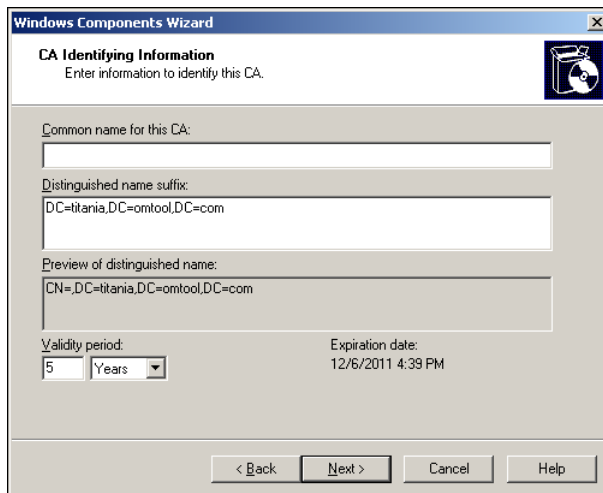 Windows Components Wizard
CA Identifying Information
Enter information to identify this CA.
Common name for this CA:
Distinguished name suffix:
DC=titania,DC=omtool,DC=com
Preview of distinguished name:
CN=,DC=titania,DC=omtool,DC=com
Validity period: Expiration date:
5 Years 12/6/2011 4:39 PM
< Back Next > Cancel Help